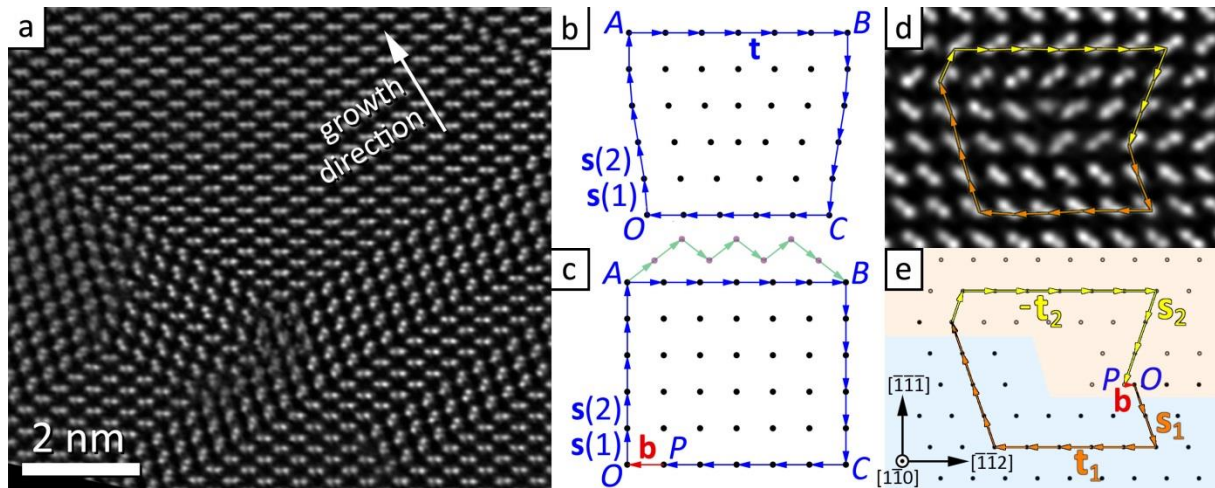 a
growth
direction
2 nm
b
A
B
t
s(2)
s(1)
O
C
c
A
B
s(2)
s(1)
b
P
O
C
d
e
-t₂
s₂
P
O
b
s₁
t₁
[1̅1̅1̅]
[11̅0]
[1̅1̅2]